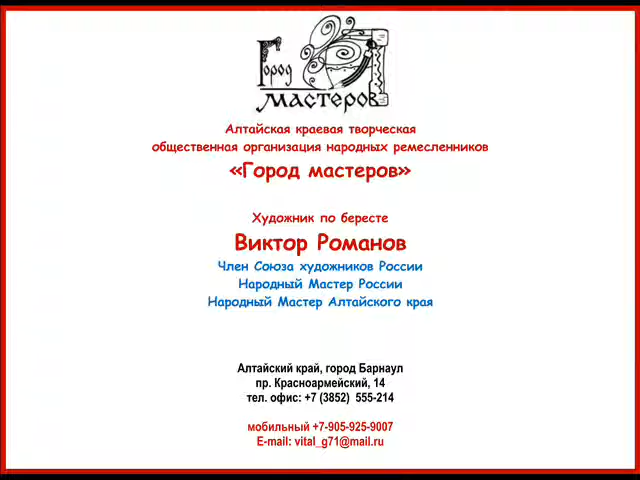 Город
мастеров
Алтайская краевая творческая
общественная организация народных ремесленников
«Город мастеров»
Художник по бересте
Виктор Романов
Член Союза художников России
Народный Мастер России
Народный Мастер Алтайского края
Алтайский край, город Барнаул
пр. Красноармейский, 14
тел. офис: +7 (3852) 555-214
мобильный +7-905-925-9007
E-mail: vital_g71@mail.ru